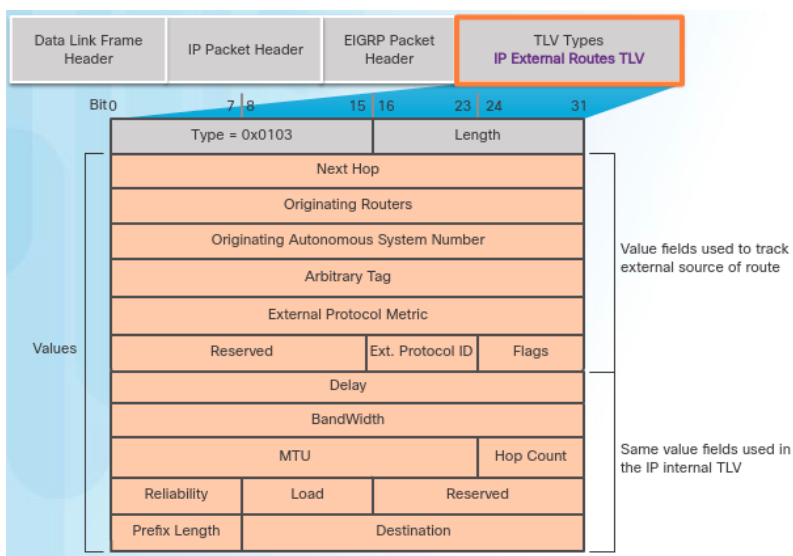 Data Link Frame
Header
IP Packet Header
EIGRP Packet
Header
TLV Types
IP External Routes TLV
Bit0 7 8 15 16 23 24 31
Type = 0x0103 Length
Next Hop
Originating Routers
Originating Autonomous System Number
Arbitrary Tag
External Protocol Metric
Reserved Ext. Protocol ID Flags
Value fields used to track
external source of route
Values
Delay
BandWidth
MTU Hop Count
Reliability Load Reserved
Prefix Length Destination
Same value fields used in
the IP internal TLV